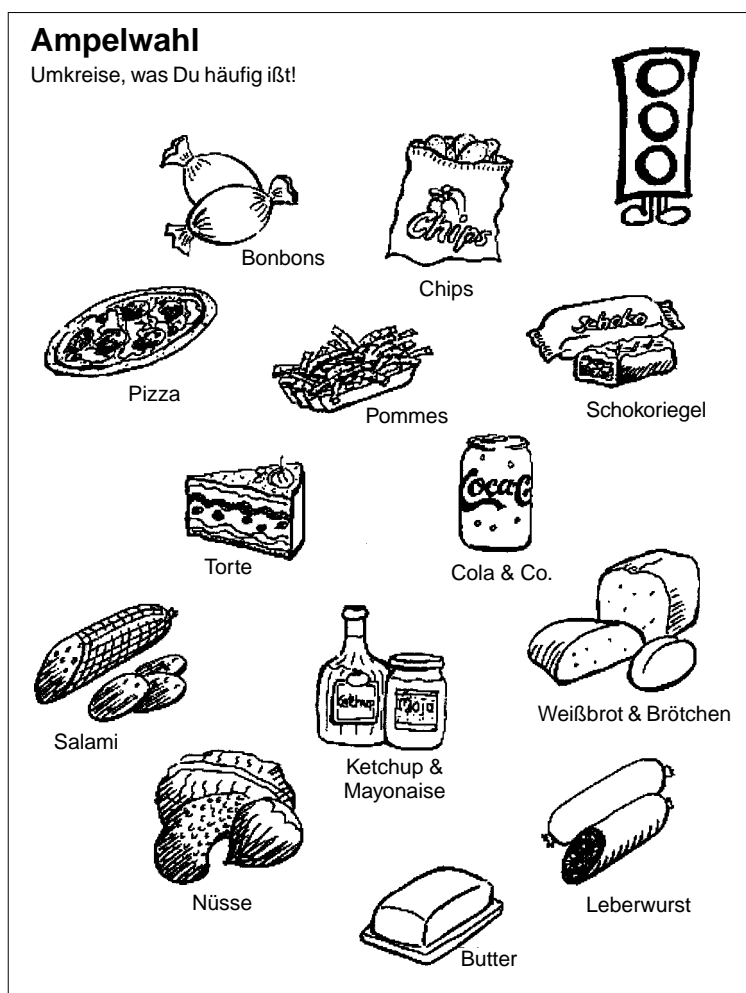 Ampelwahl
Umkreise, was Du häufig ißt!
Bonbons
Chips
Chips
Schoko
Pizza
Pommes
Schokoriegel
Coca C
Torte
Cola & Co.
Ketchup
Maja
Weißbrot & Brötchen
Salami
Ketchup &
Mayonaise
Nüsse
Leberwurst
Butter